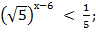 (√5)^{x−6} < 1/5;